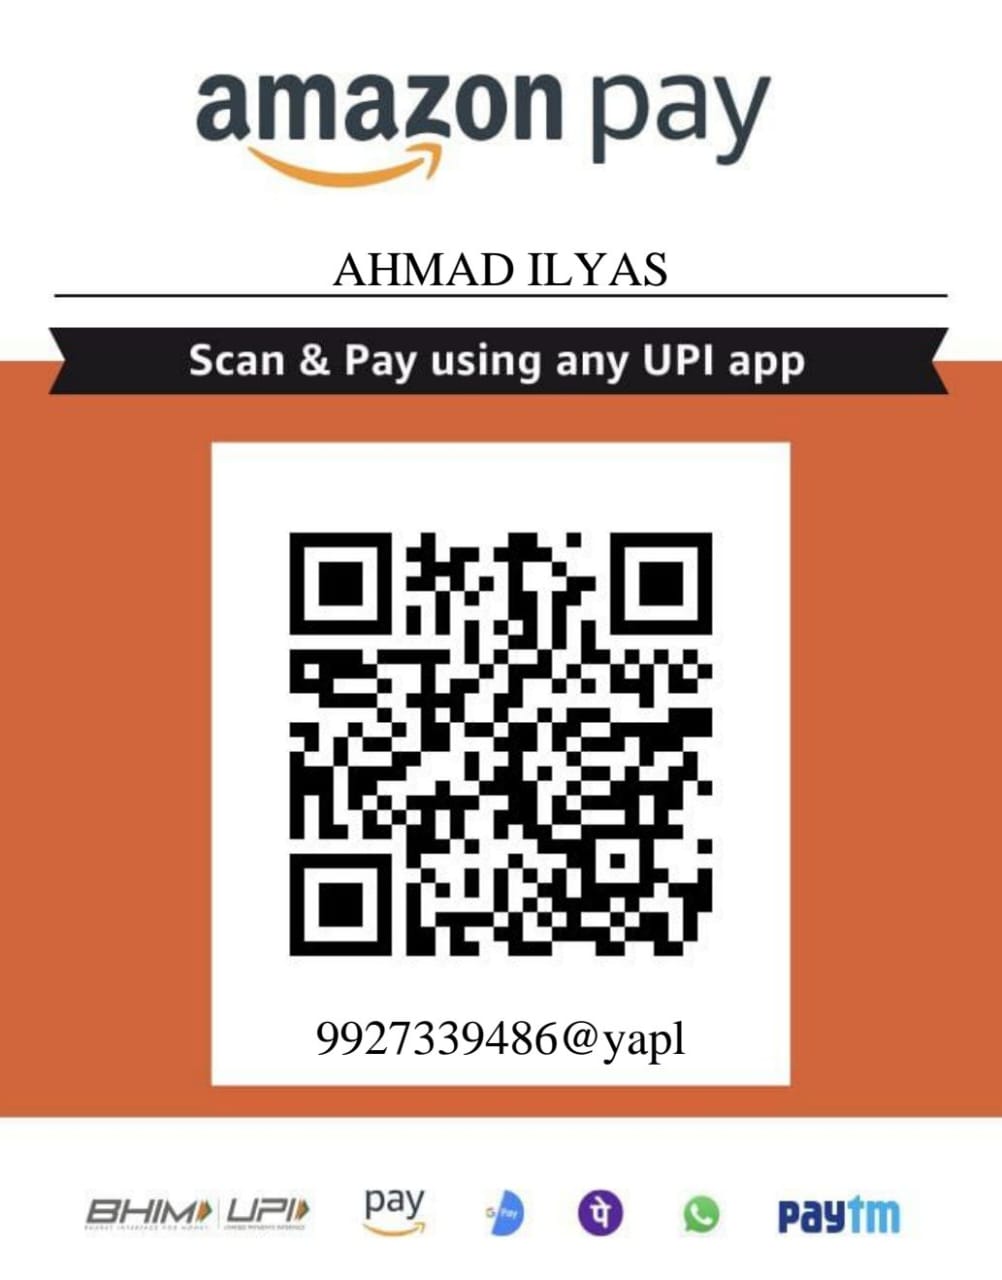 amazon pay
AHMAD ILYAS
Scan & Pay using any UPI app
9927339486@yapl
BHIM UPI pay G Pay पे paytm